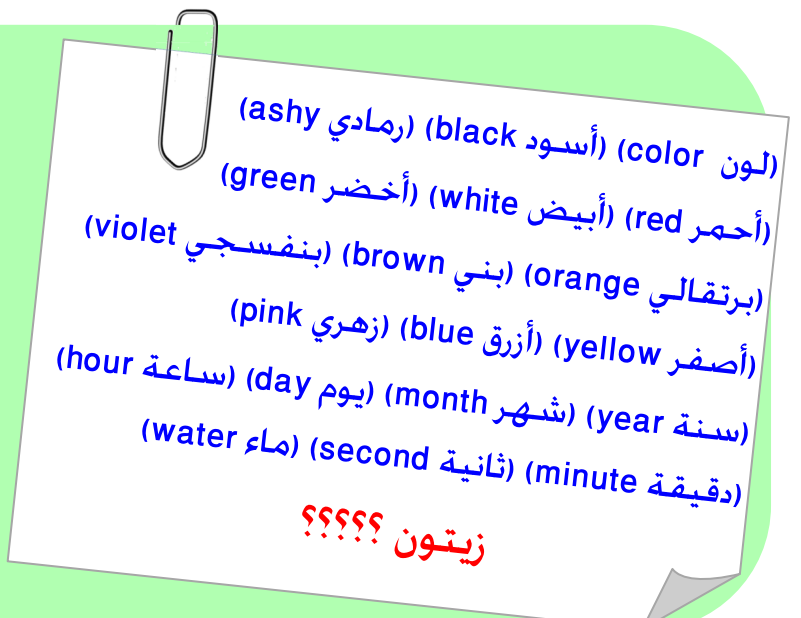 (لون color) (أسود black) (رمادي ashy)
(أحمر red) (أبيض white) (أخضر green)
(برتقالي orange) (بني brown) (بنفسجي violet)
(أصفر yellow) (أزرق blue) (زهري pink)
(سنة year) (شهر month) (يوم day) (ساعة hour)
(دقيقة minute) (ثانية second) (ماء water)
زيتون ؟؟؟؟؟